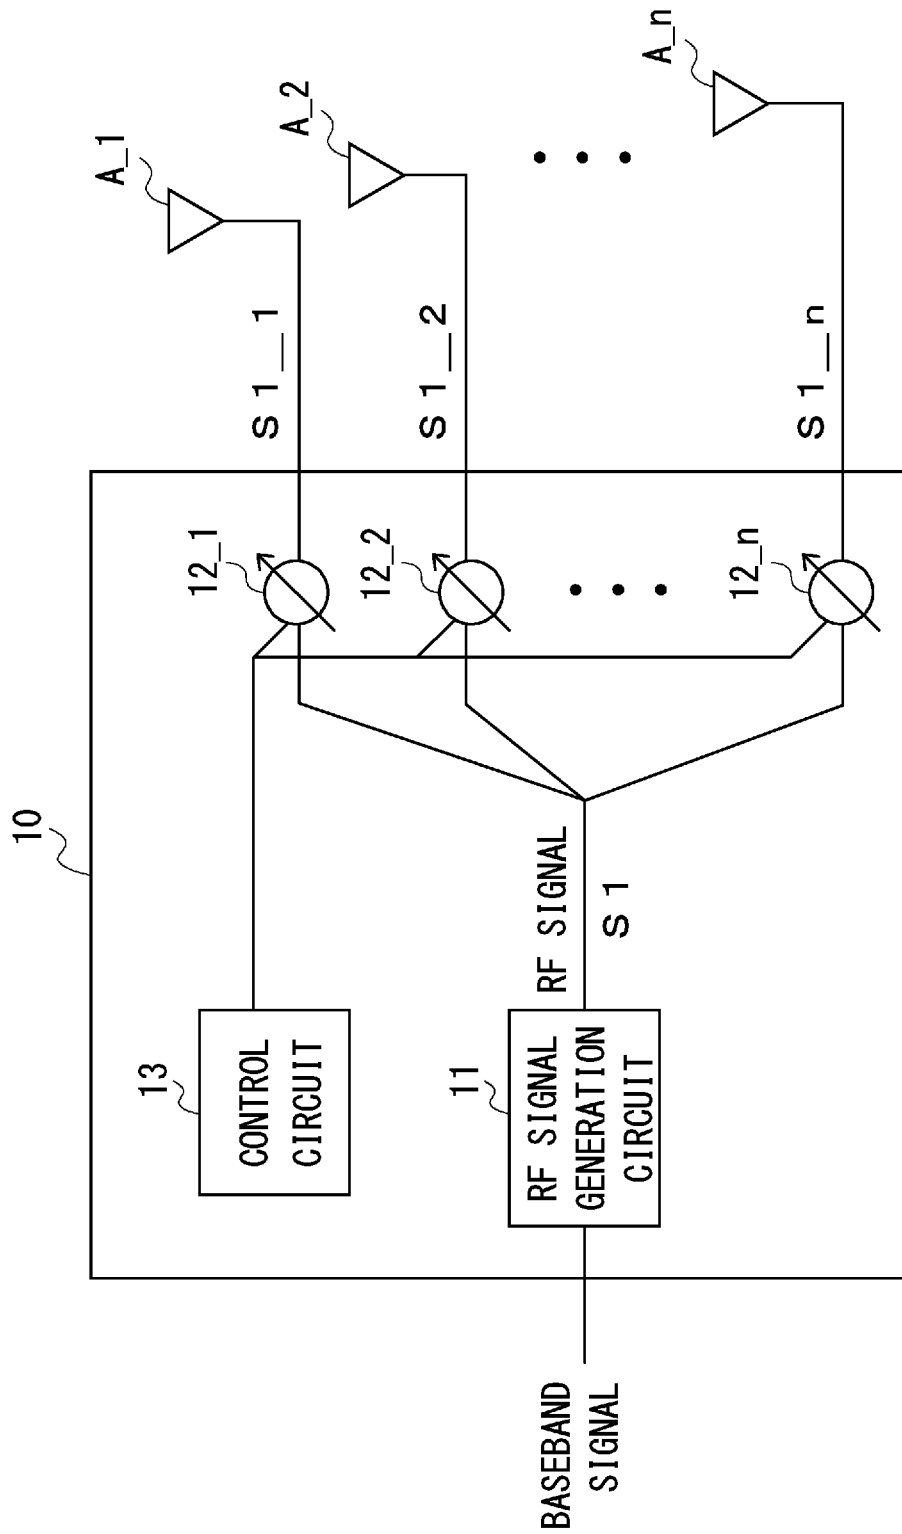 10
13
CONTROL
CIRCUIT
12_1
S1_1
A_1
12_2
S1_2
A_2
BASEBAND
SIGNAL
11
RF SIGNAL
GENERATION
CIRCUIT
RF SIGNAL
S1
12_n
S1_n
A_n